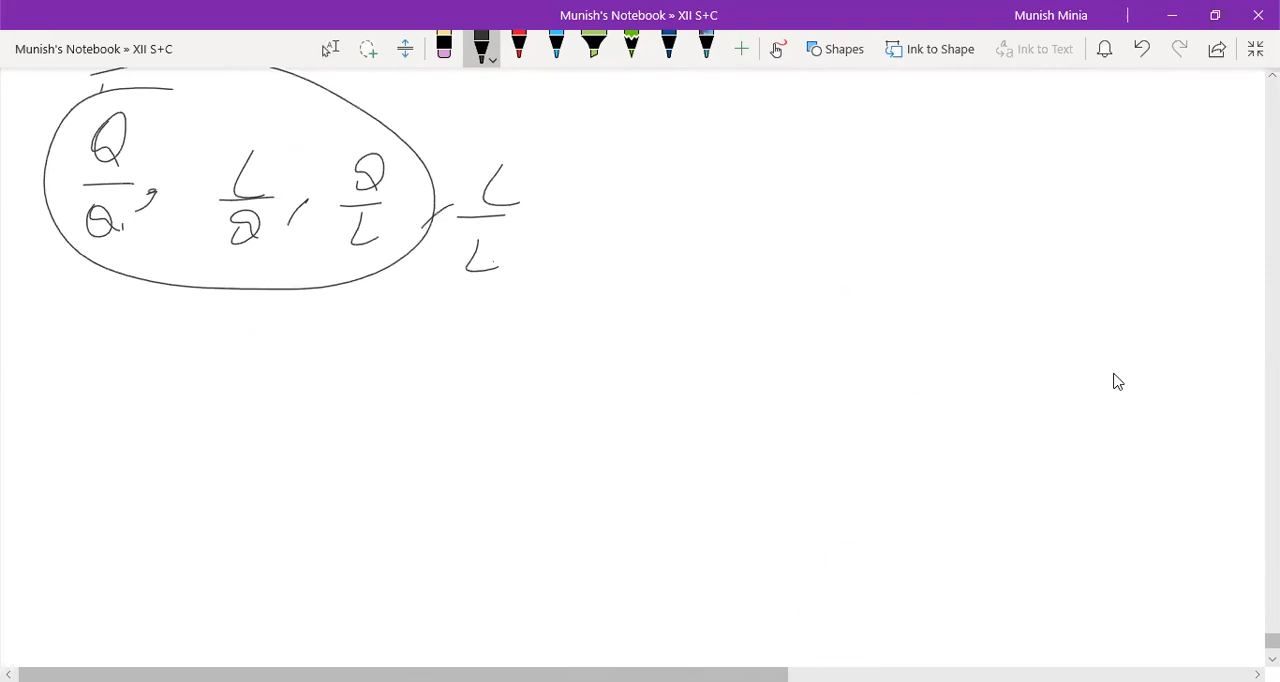 Munish's Notebook » XII S+C
Munish Minia
Munish's Notebook » XII S+C
Shapes
Ink to Shape
Ink to Text
Q/Q, L/Q, Q/L, L/L